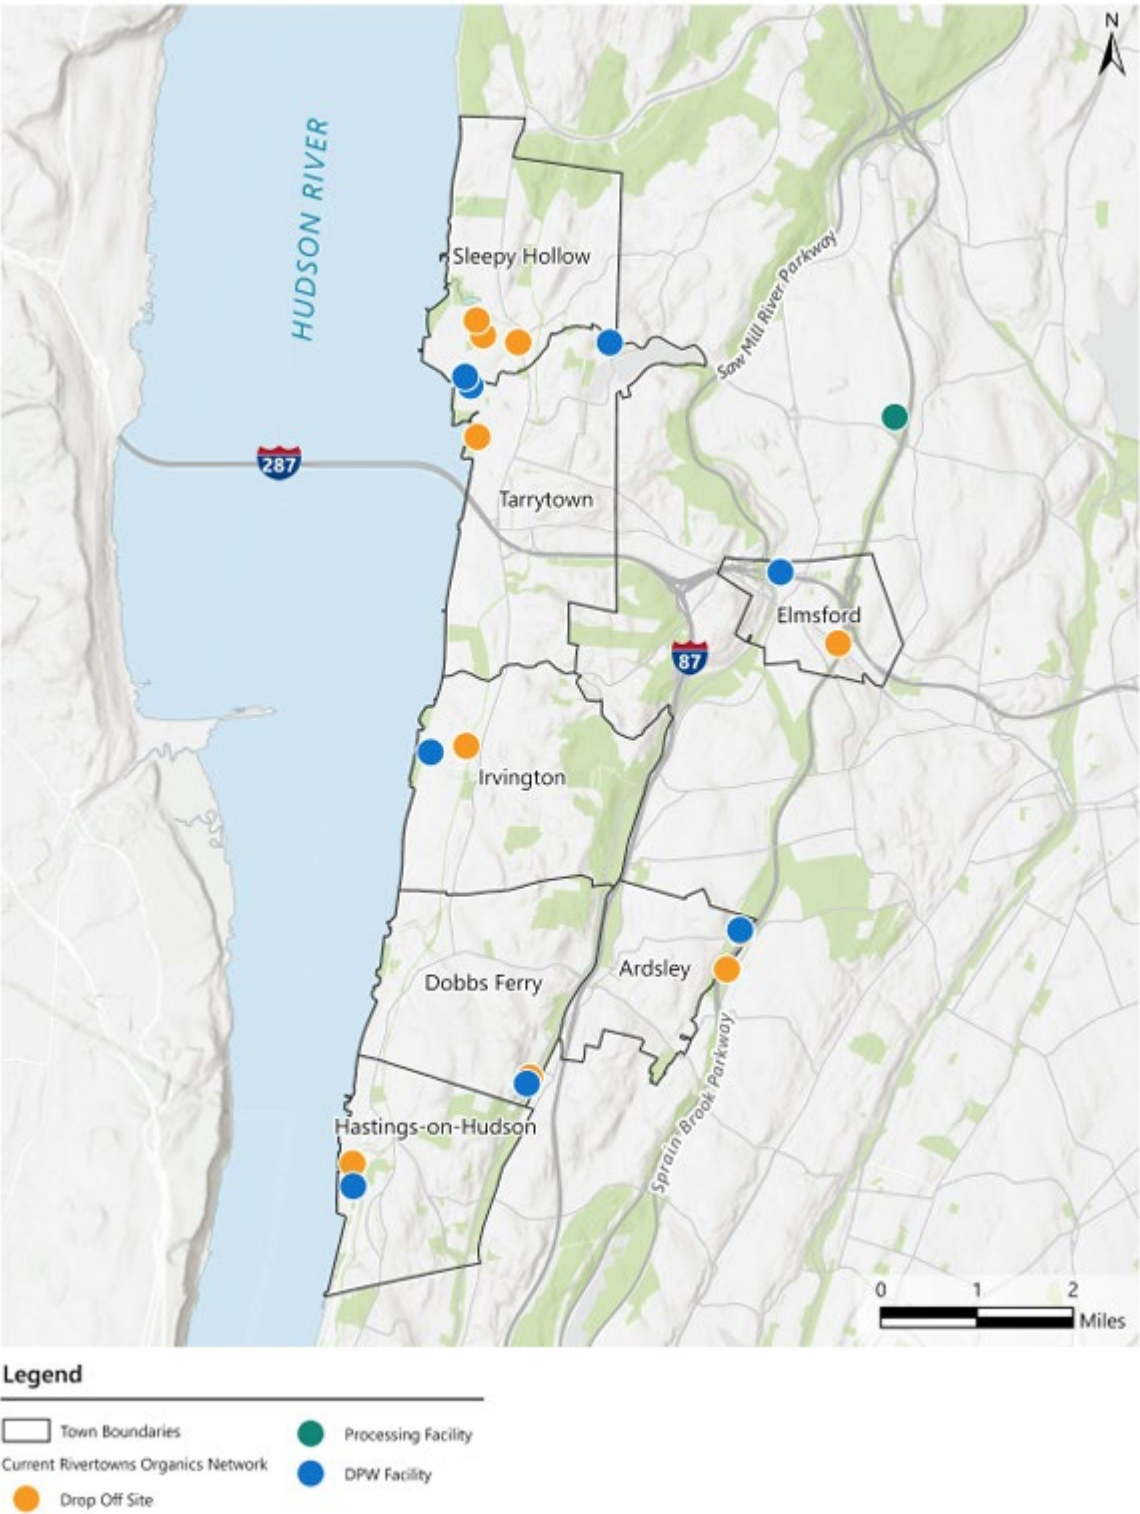 N
HUDSON RIVER
Sleepy Hollow
Saw Mill River Parkway
287
Tarrytown
Elmsford
87
Irvington
Ardsley
Dobbs Ferry
Sprain Brook Parkway
Hastings-on-Hudson
0 1 2
Miles
Legend
Town Boundaries
Current Rivertowns Organics Network
Drop Off Site
Processing Facility
DPW Facility